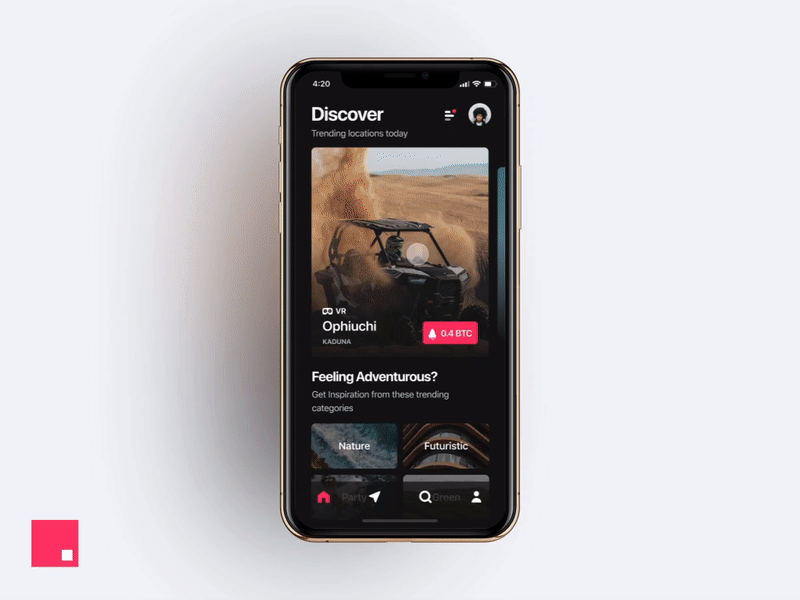 4:20
Discover
Trending locations today
VR
Ophiuchi
KADUNA
0.4 BTC
Feeling Adventurous?
Get Inspiration from these trending
categories
Nature
Futuristic
Party
Green